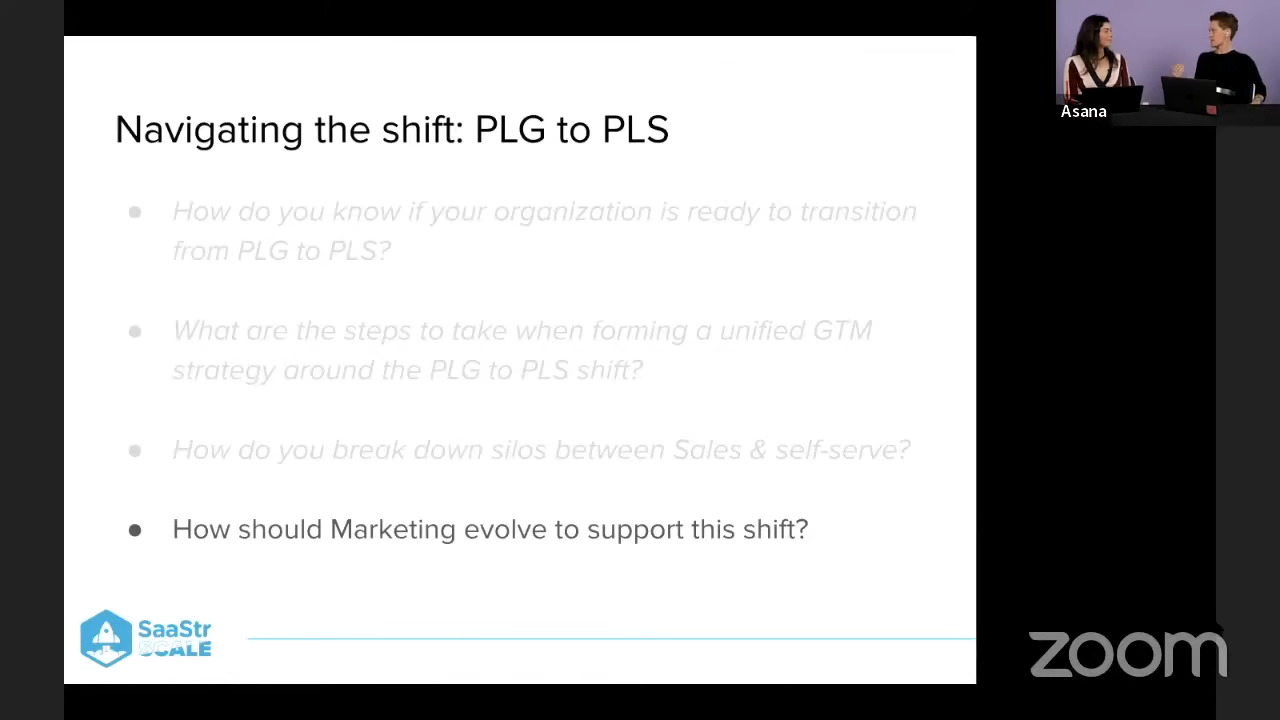 Asana
Navigating the shift: PLG to PLS
How do you know if your organization is ready to transition
from PLG to PLS?
What are the steps to take when forming a unified GTM
strategy around the PLG to PLS shift?
How do you break down silos between Sales & self-serve?
How should Marketing evolve to support this shift?
SaaStr
SCALE
zoom